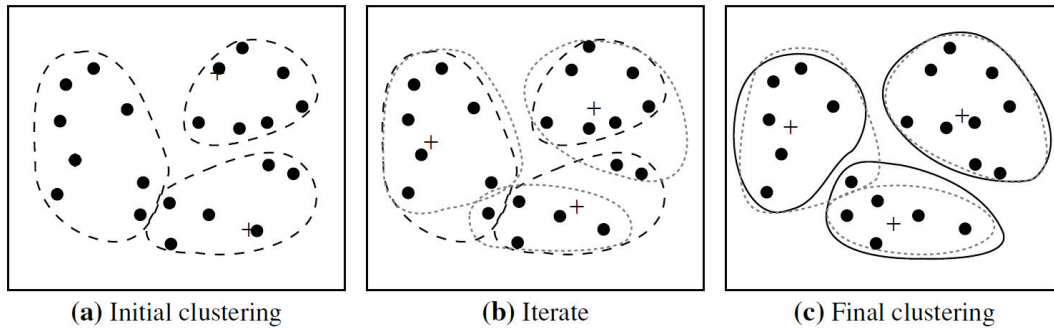 (a) Initial clustering
(b) Iterate
(c) Final clustering